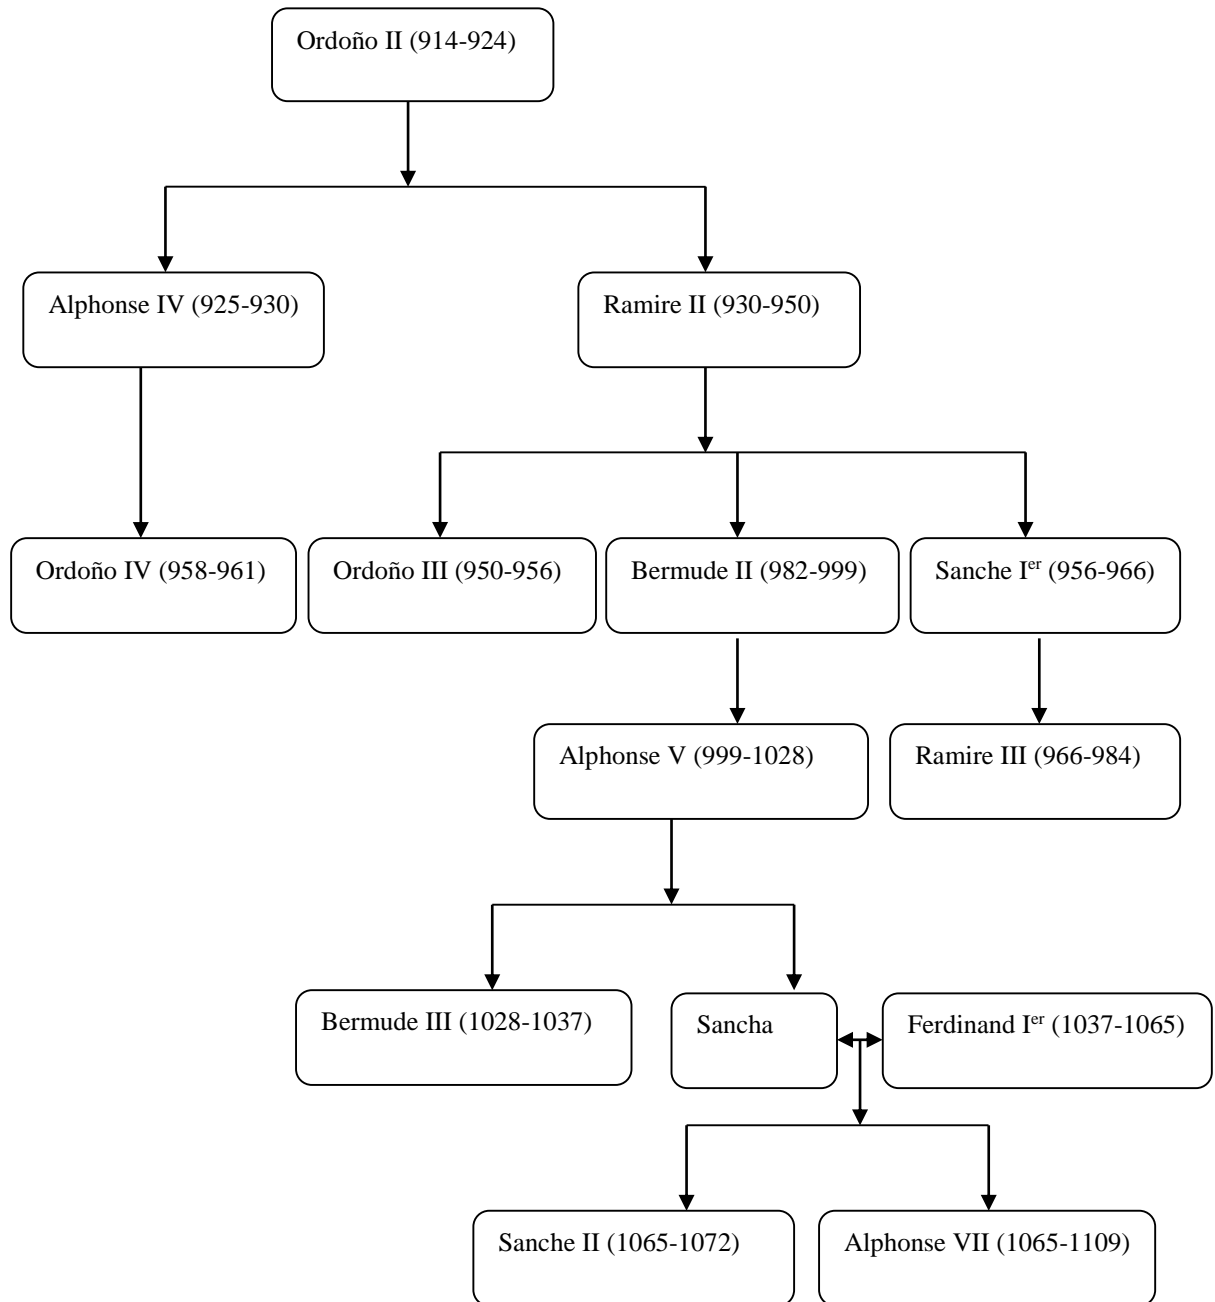 Ordoño II (914-924)
Alphonse IV (925-930)
Ramire II (930-950)
Ordoño IV (958-961)
Ordoño III (950-956)
Bermude II (982-999)
Sanche Ier (956-966)
Alphonse V (999-1028)
Ramire III (966-984)
Bermude III (1028-1037)
Sancha
Ferdinand Ier (1037-1065)
Sanche II (1065-1072)
Alphonse VII (1065-1109)